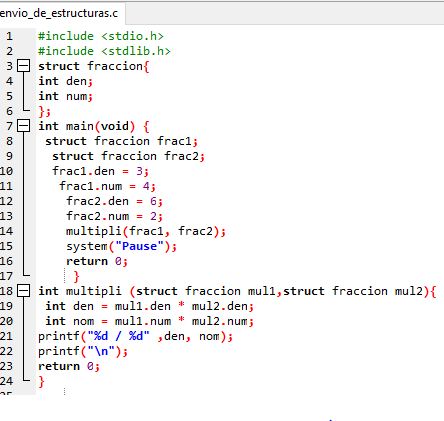 envio_de_estructuras.c
1 #include <stdio.h>
2 #include <stdlib.h>
3 struct fraccion{
4 int den;
5 int num;
6 };
7 int main(void) {
8 struct fraccion frac1;
9 struct fraccion frac2;
10 frac1.den = 3;
11 frac1.num = 4;
12 frac2.den = 6;
13 frac2.num = 2;
14 multipli(frac1, frac2);
15 system("Pause");
16 return 0;
17 }
18 int multipli (struct fraccion mul1,struct fraccion mul2){
19 int den = mul1.den * mul2.den;
20 int nom = mul1.num * mul2.num;
21 printf("%d / %d" ,den, nom);
22 printf("\n");
23 return 0;
24 }